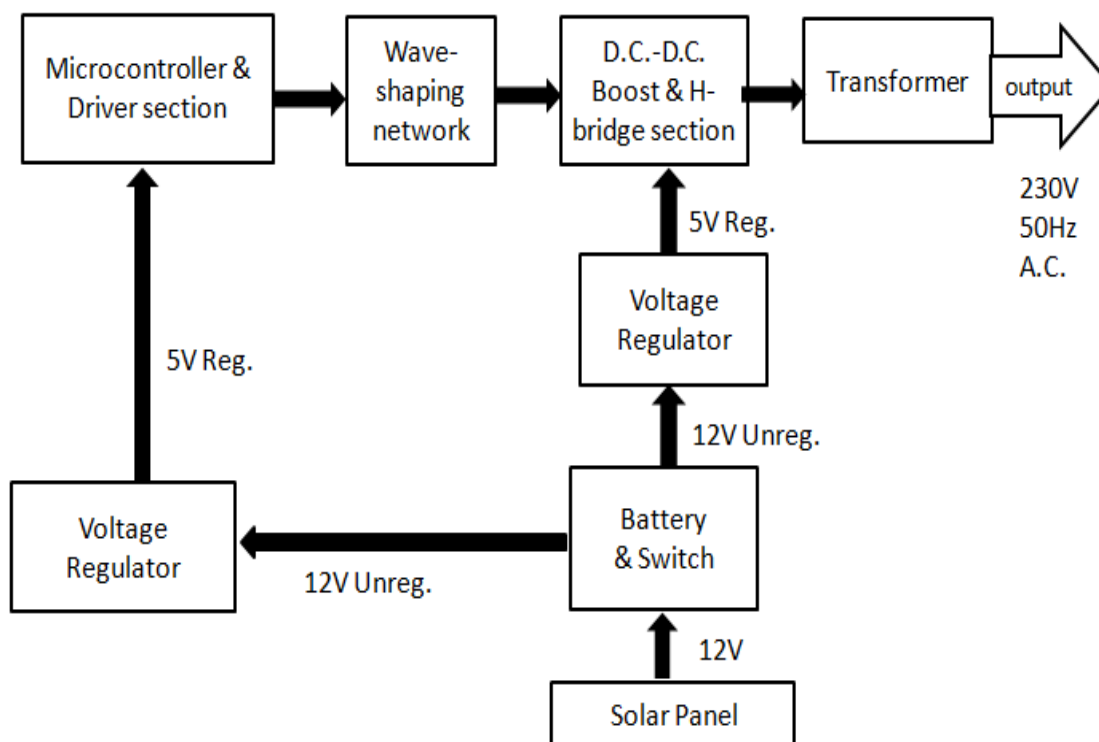 Microcontroller &
Driver section
Wave-
shaping
network
D.C.-D.C.
Boost & H-
bridge section
Transformer
output
230V
50Hz
A.C.
5V Reg.
Voltage
Regulator
5V Reg.
12V Unreg.
Voltage
Regulator
Battery
& Switch
12V Unreg.
12V
Solar Panel